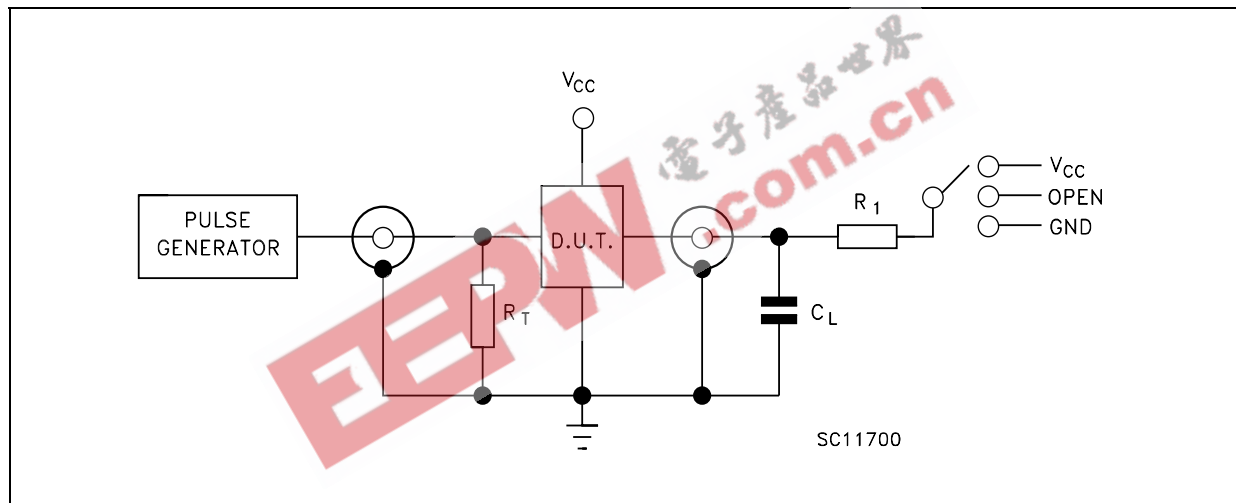 VCC
PULSE
GENERATOR
D.U.T.
RT
R1
CL
VCC
OPEN
GND
SC11700
EEPW
.com.cn
電子產品世界